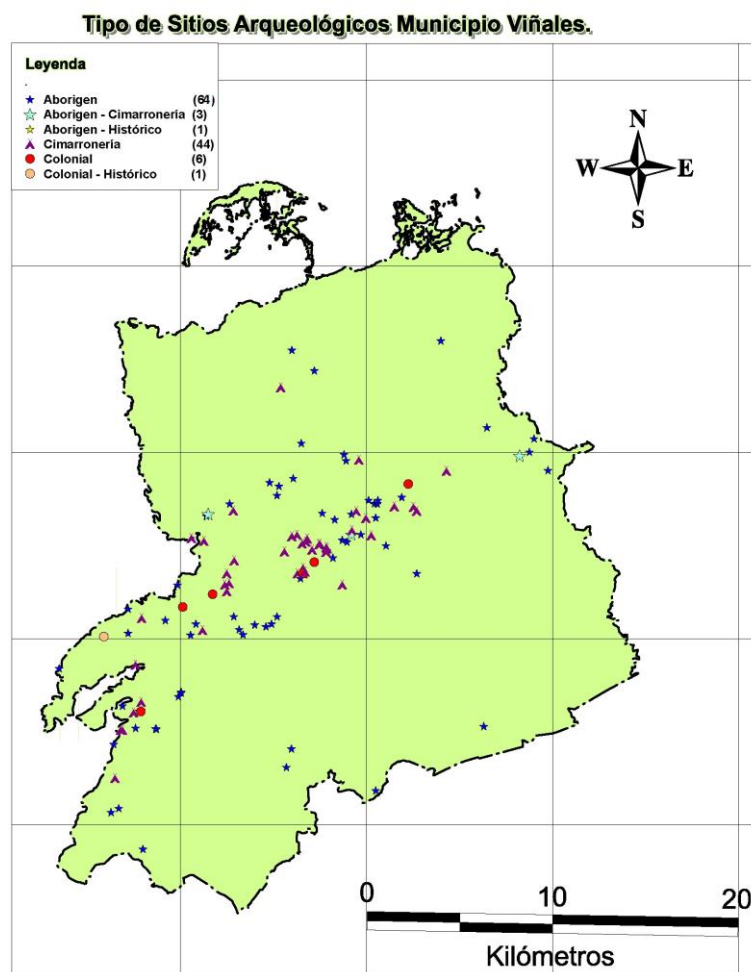 Tipo de Sitios Arqueológicos Municipio Viñales.
Leyenda
.
Aborigen (64)
Aborigen - Cimarronería (3)
Aborigen - Histórico (1)
Cimarroneria (44)
Colonial (6)
Colonial - Histórico (1)
N
W E
S
0 10 20
Kilómetros